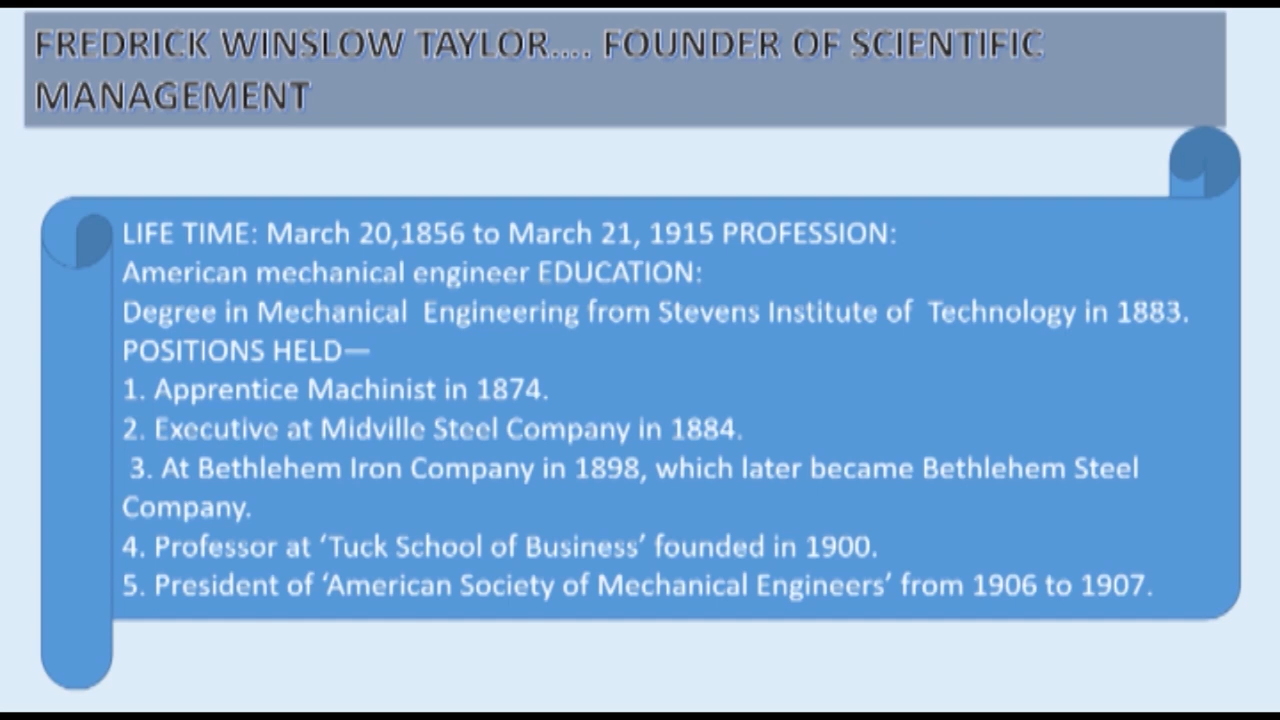 FREDRICK WINSLOW TAYLOR.... FOUNDER OF SCIENTIFIC
MANAGEMENT
LIFE TIME: March 20,1856 to March 21, 1915 PROFESSION:
American mechanical engineer EDUCATION:
Degree in Mechanical Engineering from Stevens Institute of Technology in 1883.
POSITIONS HELD—
1. Apprentice Machinist in 1874.
2. Executive at Midville Steel Company in 1884.
3. At Bethlehem Iron Company in 1898, which later became Bethlehem Steel
Company.
4. Professor at ‘Tuck School of Business’ founded in 1900.
5. President of ‘American Society of Mechanical Engineers’ from 1906 to 1907.